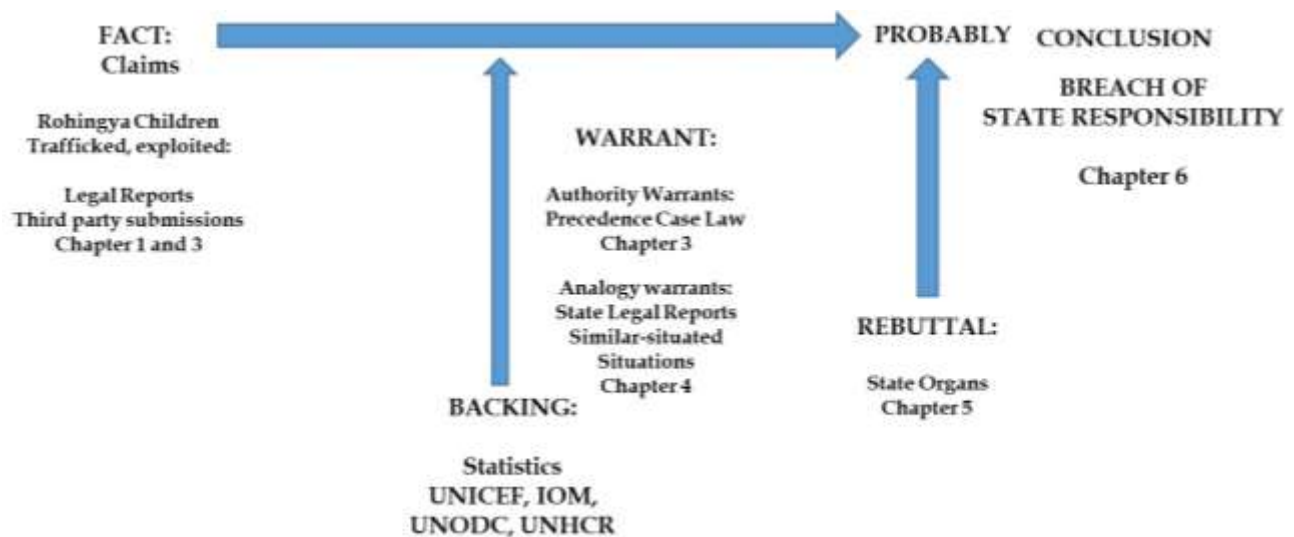 FACT:
Claims
Rohingya Children
Trafficked, exploited:
Legal Reports
Third party submissions
Chapter 1 and 3
WARRANT:
Authority Warrants:
Precedence Case Law
Chapter 3
Analogy warrants:
State Legal Reports
Similar-situated
Situations
Chapter 4
BACKING:
Statistics
UNICEF, IOM,
UNODC, UNHCR
PROBABLY
REBUTTAL:
State Organs
Chapter 5
CONCLUSION
BREACH OF
STATE RESPONSIBILITY
Chapter 6